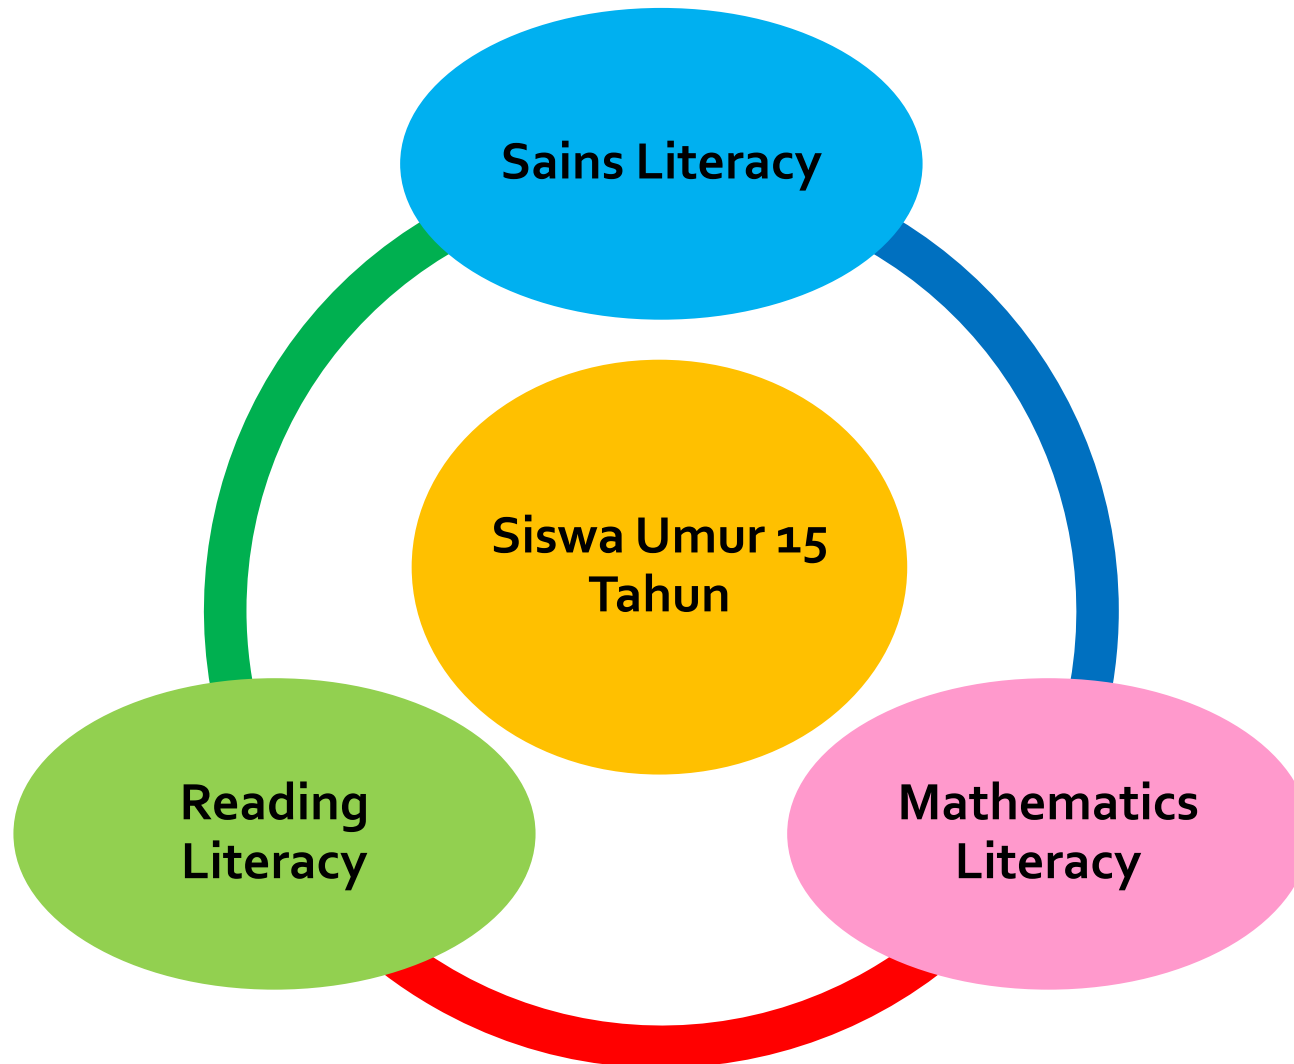 Sains Literacy
Siswa Umur 15
Tahun
Reading
Literacy
Mathematics
Literacy